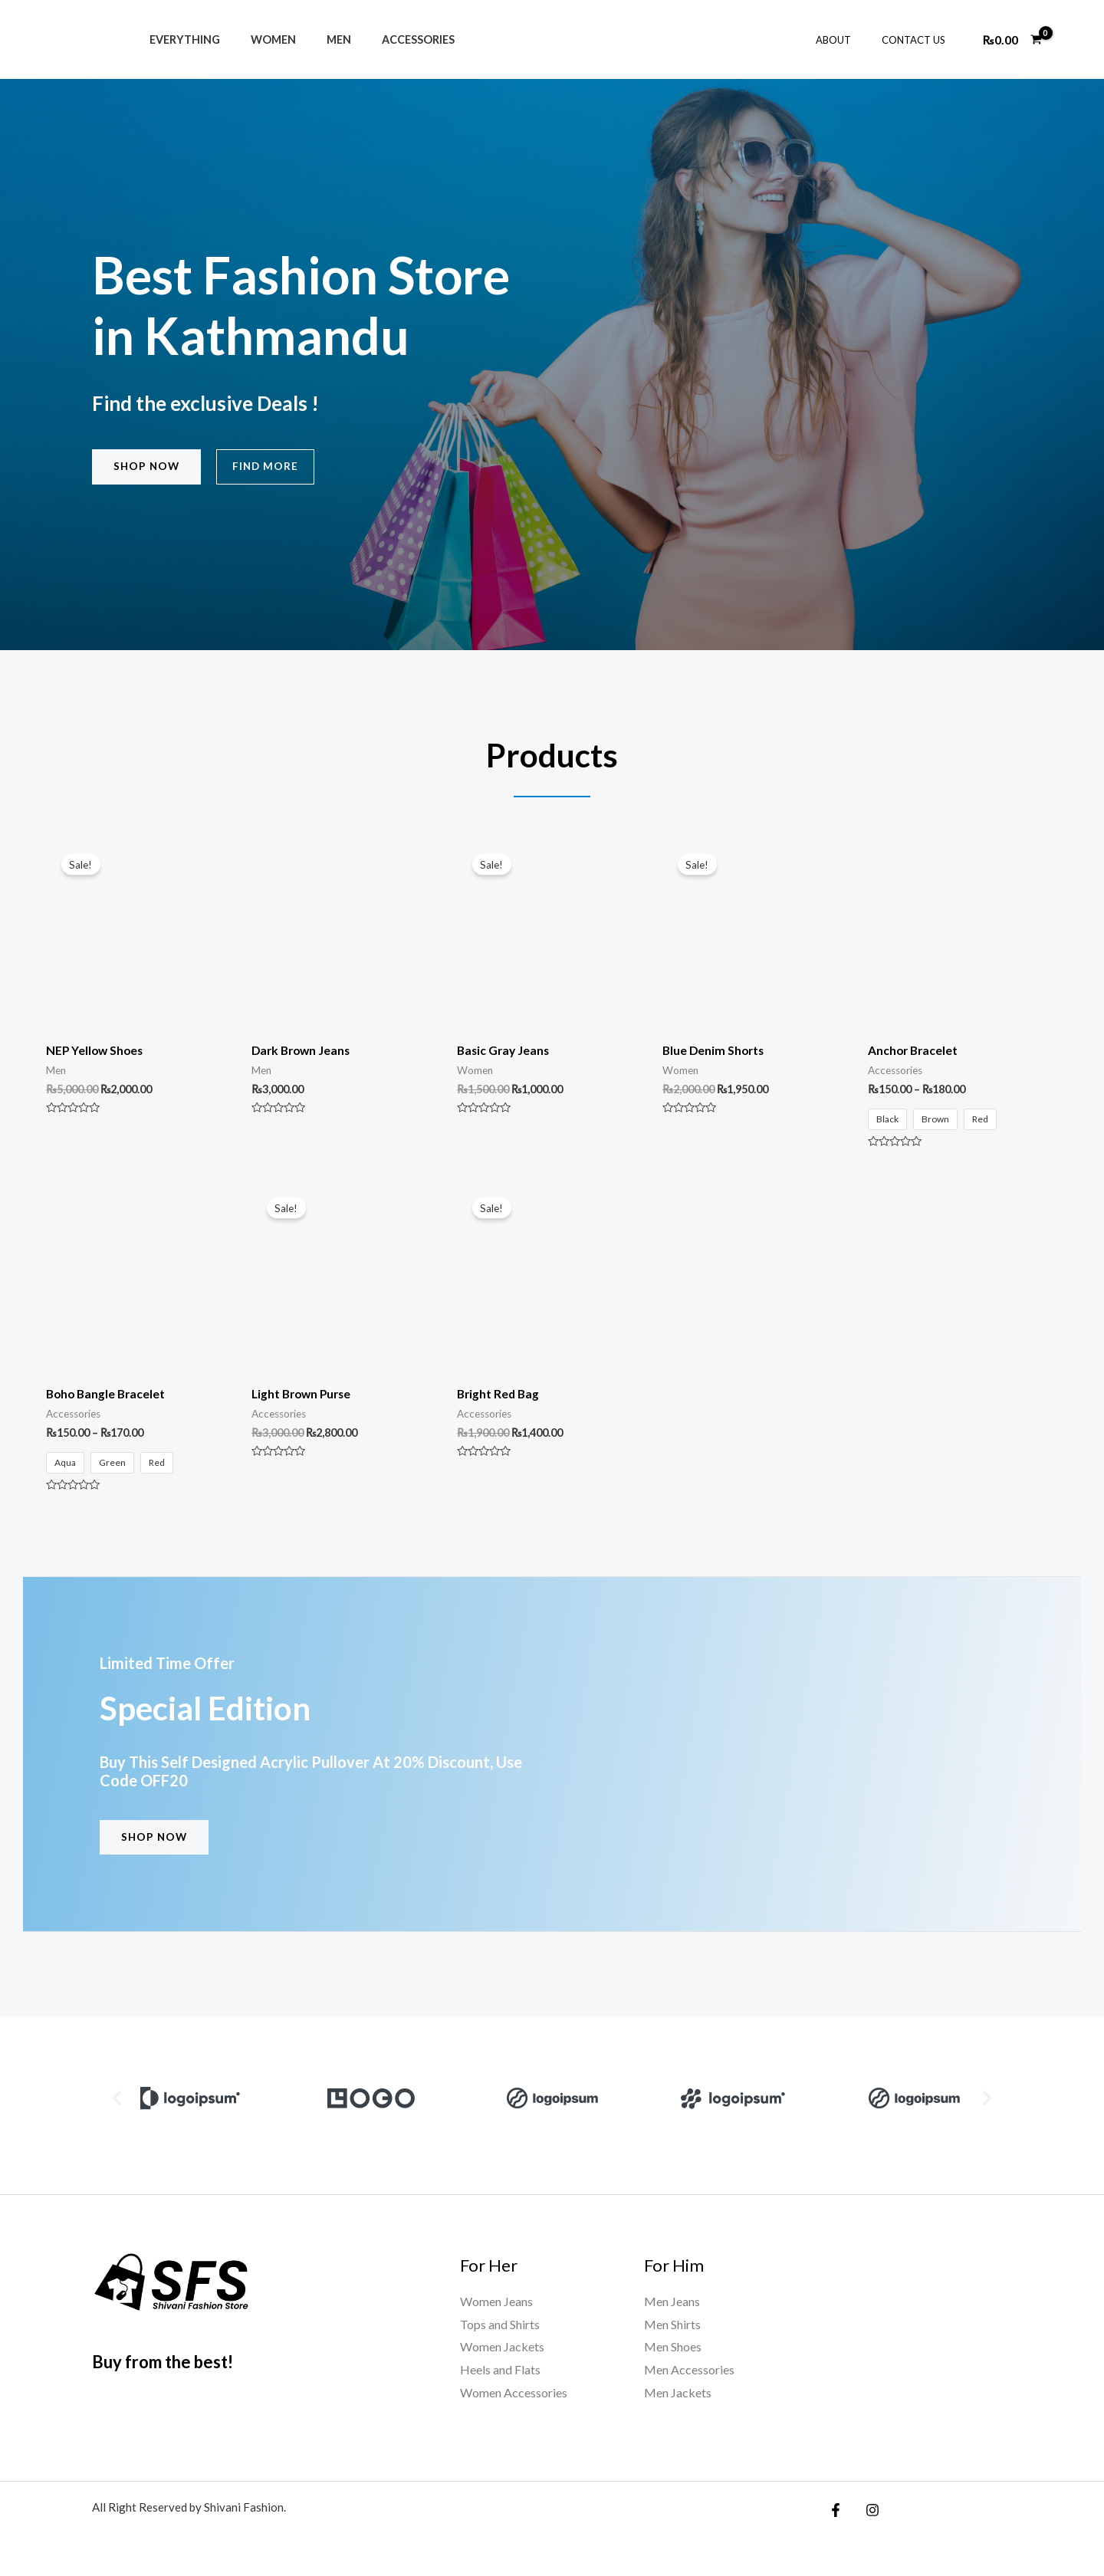 EVERYTHING WOMEN MEN ACCESSORIES ABOUT CONTACT US ₨0.00 0
Best Fashion Store
in Kathmandu
Find the exclusive Deals !
SHOP NOW FIND MORE
Products
Sale! Sale! Sale!
NEP Yellow Shoes Dark Brown Jeans Basic Gray Jeans Blue Denim Shorts Anchor Bracelet
Men Men Women Women Accessories
₨5,000.00 ₨2,000.00 ₨3,000.00 ₨1,500.00 ₨1,000.00 ₨2,000.00 ₨1,950.00 ₨150.00 – ₨180.00
Black Brown Red
Sale! Sale!
Boho Bangle Bracelet Light Brown Purse Bright Red Bag
Accessories Accessories Accessories
₨150.00 – ₨170.00 ₨3,000.00 ₨2,800.00 ₨1,900.00 ₨1,400.00
Aqua Green Red
Limited Time Offer
Special Edition
Buy This Self Designed Acrylic Pullover At 20% Discount, Use
Code OFF20
SHOP NOW
logoipsum LOGO logoipsum logoipsum logoipsum
SFS
Shivani Fashion Store
Buy from the best!
For Her
Women Jeans
Tops and Shirts
Women Jackets
Heels and Flats
Women Accessories
For Him
Men Jeans
Men Shirts
Men Shoes
Men Accessories
Men Jackets
All Right Reserved by Shivani Fashion.